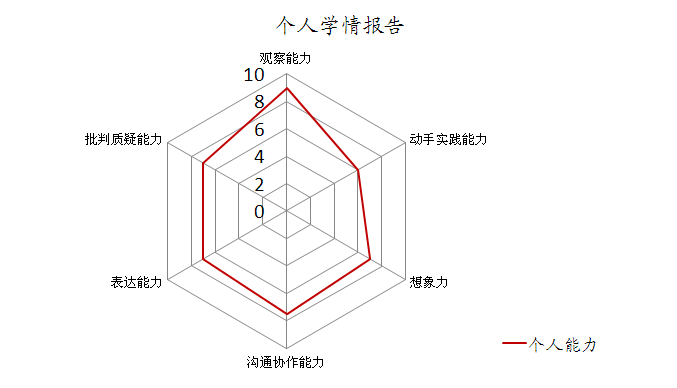 个人学情报告
观察能力
10
8
6
4
2
0
批判质疑能力
动手实践能力
表达能力
想象力
沟通协作能力
个人能力